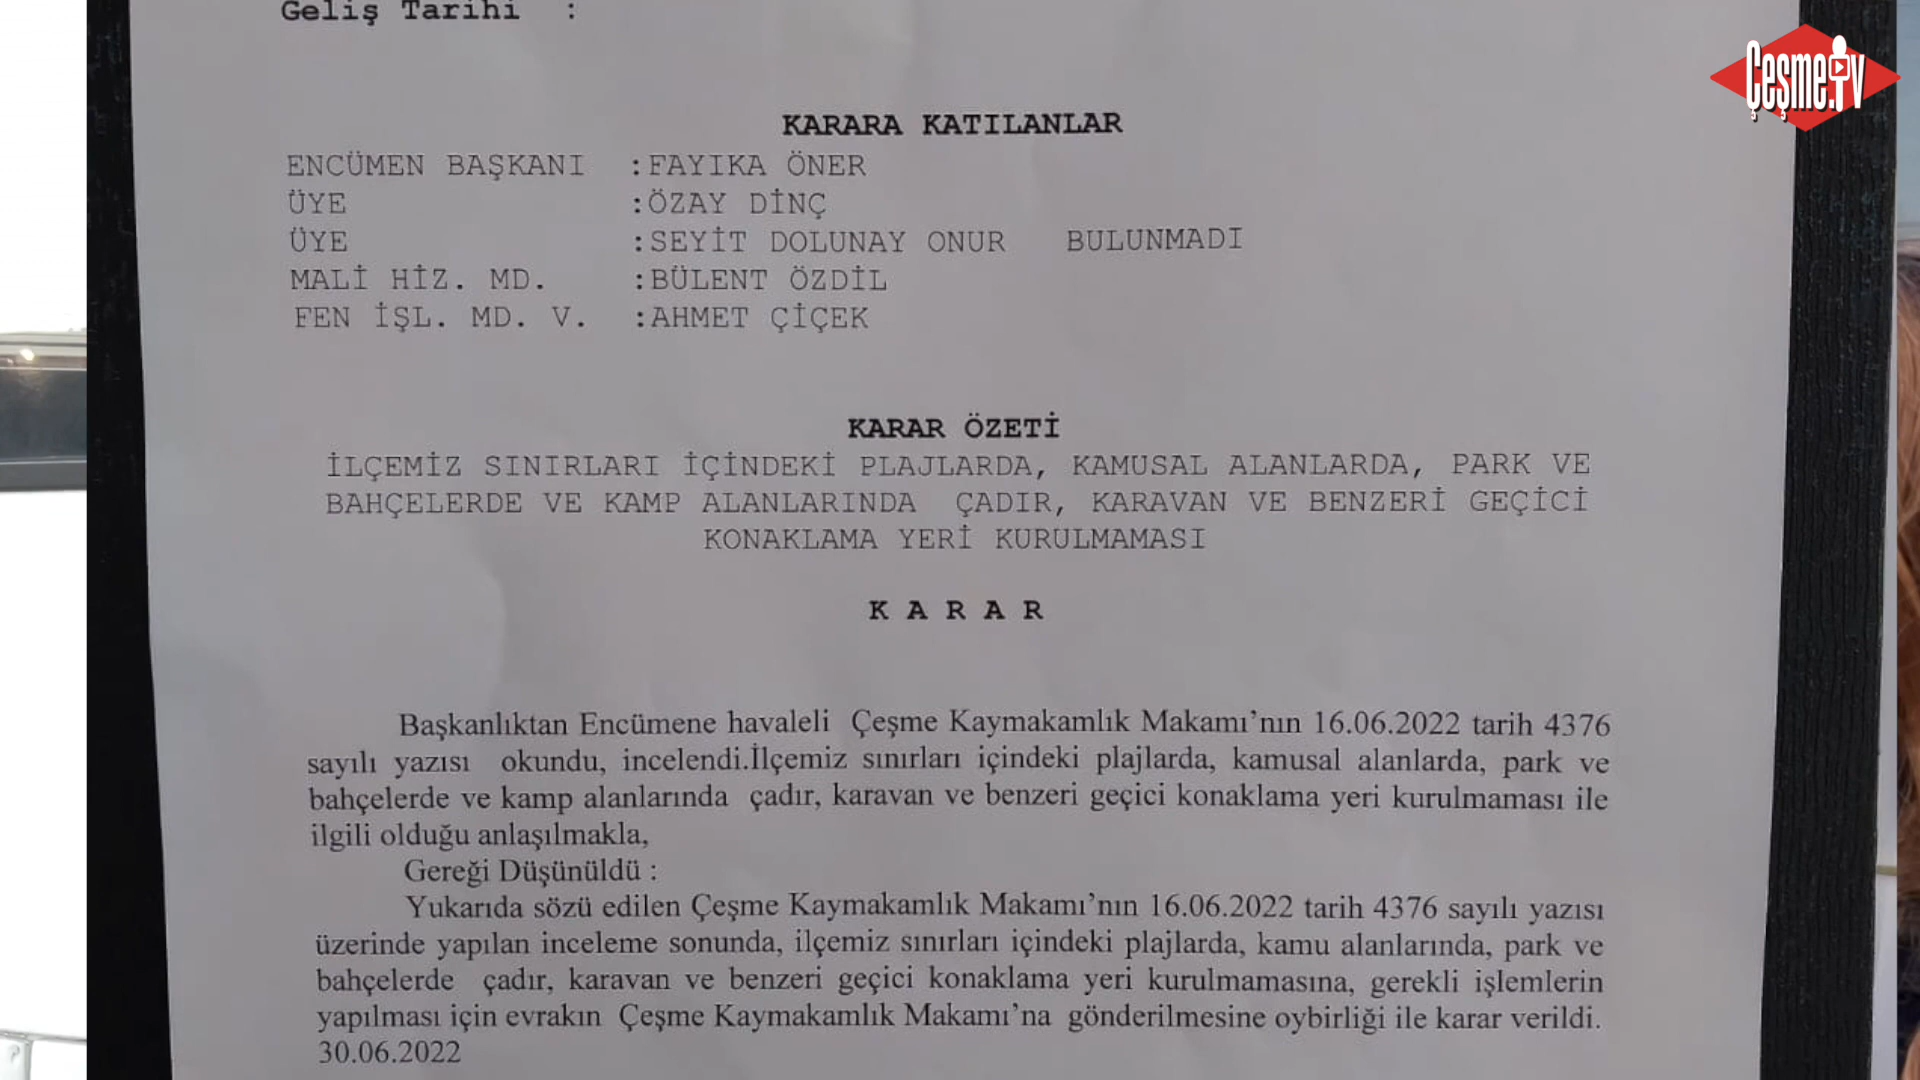 Geliş Tarihi :
Çeşme.TV
KARARA KATILANLAR
ENCÜMEN BAŞKANI :FAYIKA ÖNER
ÜYE :ÖZAY DİNÇ
ÜYE :SEYİT DOLUNAY ONUR BULUNMADI
MALİ HİZ. MD. :BÜLENT ÖZDİL
FEN İŞL. MD. V. :AHMET ÇİÇEK
KARAR ÖZETİ
İLÇEMİZ SINIRLARI İÇİNDEKİ PLAJLARDA, KAMUSAL ALANLARDA, PARK VE
BAHÇELERDE VE KAMP ALANLARINDA ÇADIR, KARAVAN VE BENZERİ GEÇİCİ
KONAKLAMA YERİ KURULMAMASI
K A R A R
Başkanlıktan Encümene havaleli Çeşme Kaymakamlık Makamı'nın 16.06.2022 tarih 4376
sayılı yazısı okundu, incelendi.İlçemiz sınırları içindeki plajlarda, kamusal alanlarda, park ve
bahçelerde ve kamp alanlarında çadır, karavan ve benzeri geçici konaklama yeri kurulmaması ile
ilgili olduğu anlaşılmakla,
Gereği Düşünüldü :
Yukarıda sözü edilen Çeşme Kaymakamlık Makamı'nın 16.06.2022 tarih 4376 sayılı yazısı
üzerinde yapılan inceleme sonunda, ilçemiz sınırları içindeki plajlarda, kamu alanlarında, park ve
bahçelerde çadır, karavan ve benzeri geçici konaklama yeri kurulmamasına, gerekli işlemlerin
yapılması için evrakın Çeşme Kaymakamlık Makamı'na gönderilmesine oybirliği ile karar verildi.
30.06.2022